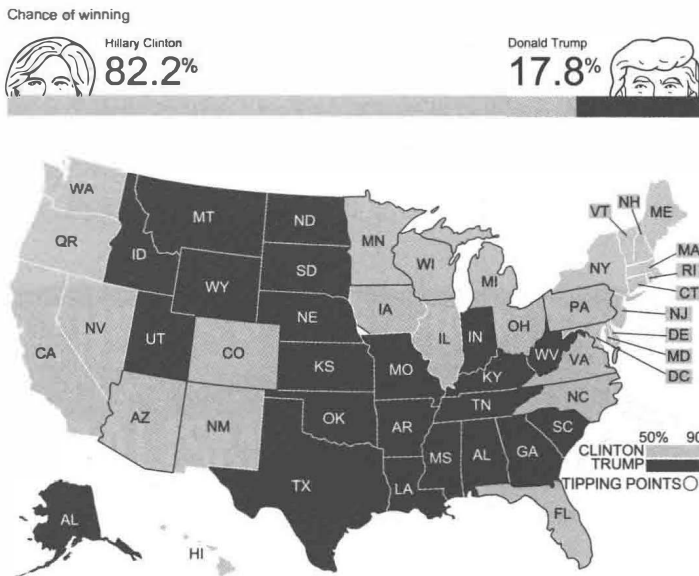 Chance of winning
Hillary Clinton
82.2%
Donald Trump
17.8%
WA
MT
ND
MN
VT
NH
ME
QR
ID
SD
WI
MI
NY
MA
RI
CT
WY
NE
IA
PA
NJ
NV
UT
CO
IL
IN
OH
DE
MD
DC
CA
KS
MO
WV
VA
KY
AZ
NM
OK
AR
TN
NC
SC
MS
AL
GA
50% 90
CLINTON
TRUMP
TX
LA
TIPPING POINTS
FL
AL
HI